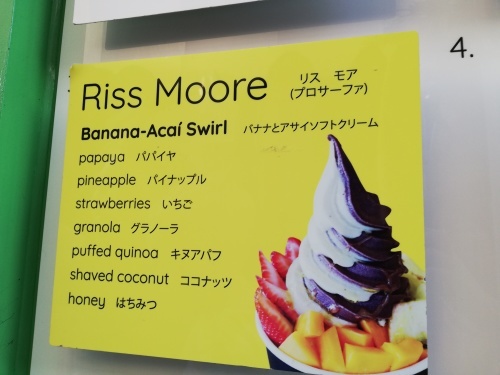 4.
Riss Moore リス モア
(プロサーファ)
Banana-Acaí Swirl バナナとアサイソフトクリーム
papaya パパイヤ
pineapple パイナップル
strawberries いちご
granola グラノーラ
puffed quinoa キヌアパフ
shaved coconut ココナッツ
honey はちみつ